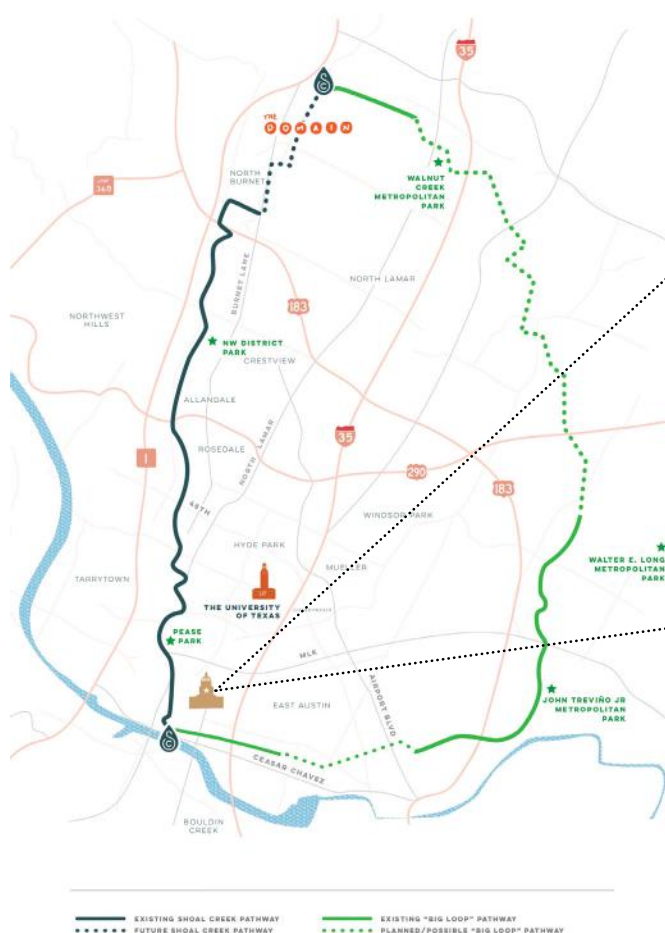 35
THE
DOMAIN
NORTH
BURNET
WALNUT
CREEK
METROPOLITAN
PARK
LOOP
360
BURNET LANE
NORTH LAMAR
183
NORTHWEST
HILLS
NW DISTRICT
PARK
CRESTVIEW
ALLANDALE
NORTH LAMAR
35
ROSEDALE
1
290
183
45TH
WINDSOR PARK
HYDE PARK
WALTER E. LONG
METROPOLITAN
PARK
MUELLER
TARRYTOWN
UT
THE UNIVERSITY
OF TEXAS
PEASE
PARK
MLK
EAST AUSTIN
AIRPORT BLVD
JOHN TREVIÑO JR
METROPOLITAN
PARK
CEASAR CHAVEZ
BOULDIN
CREEK
EXISTING SHOAL CREEK PATHWAY
FUTURE SHOAL CREEK PATHWAY
EXISTING "BIG LOOP" PATHWAY
PLANNED/POSSIBLE "BIG LOOP" PATHWAY